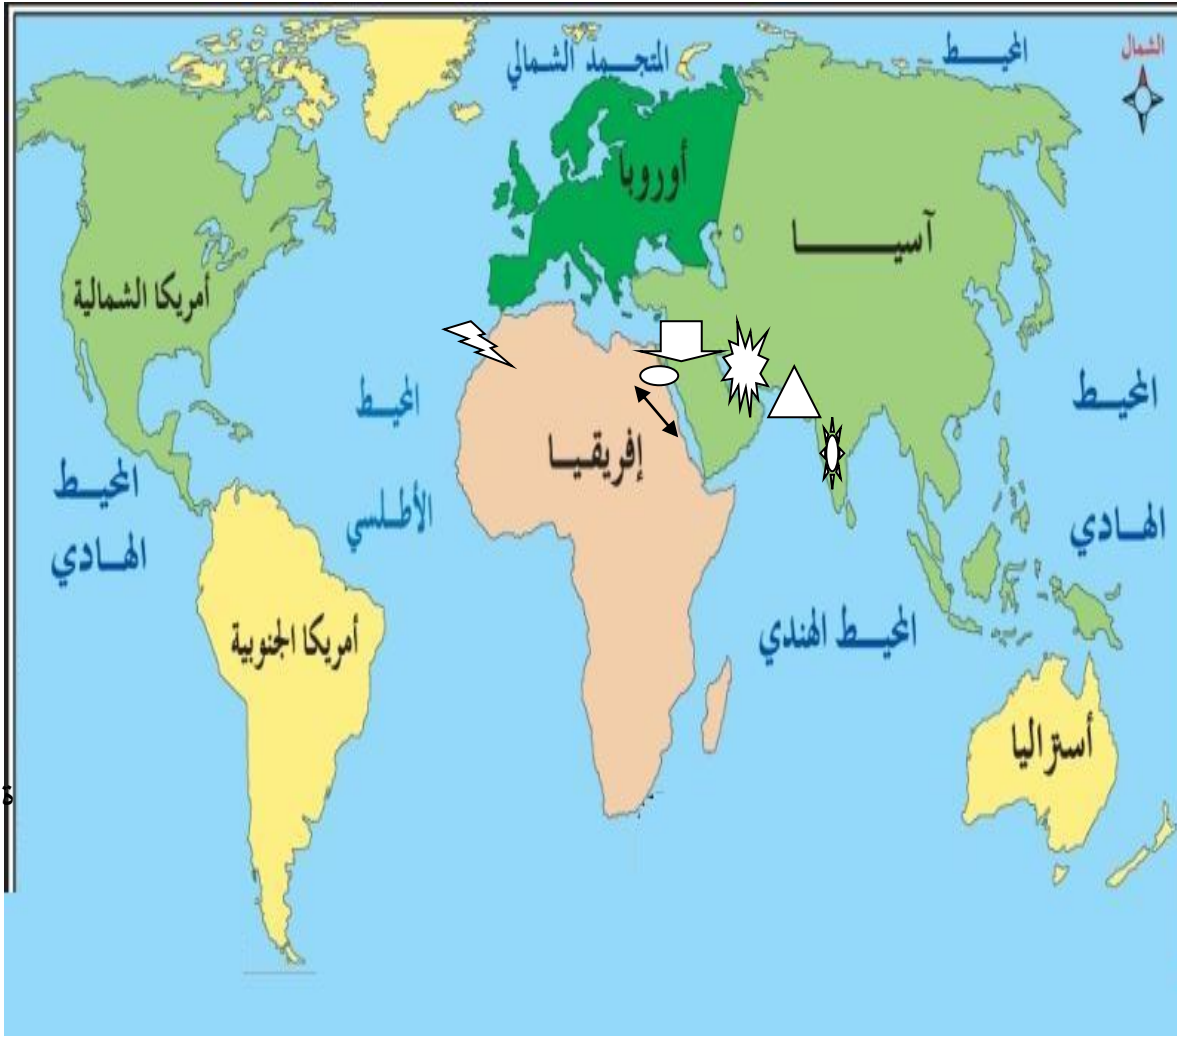 المحيط
المتجمد الشمالي
الشمال
أوروبا
آسيا
أمريكا الشمالية
المحيط
الأطلسي
المحيط
الهادي
إفريقيا
المحيط
الهادي
المحيط الهندي
أمريكا الجنوبية
أستراليا
ة